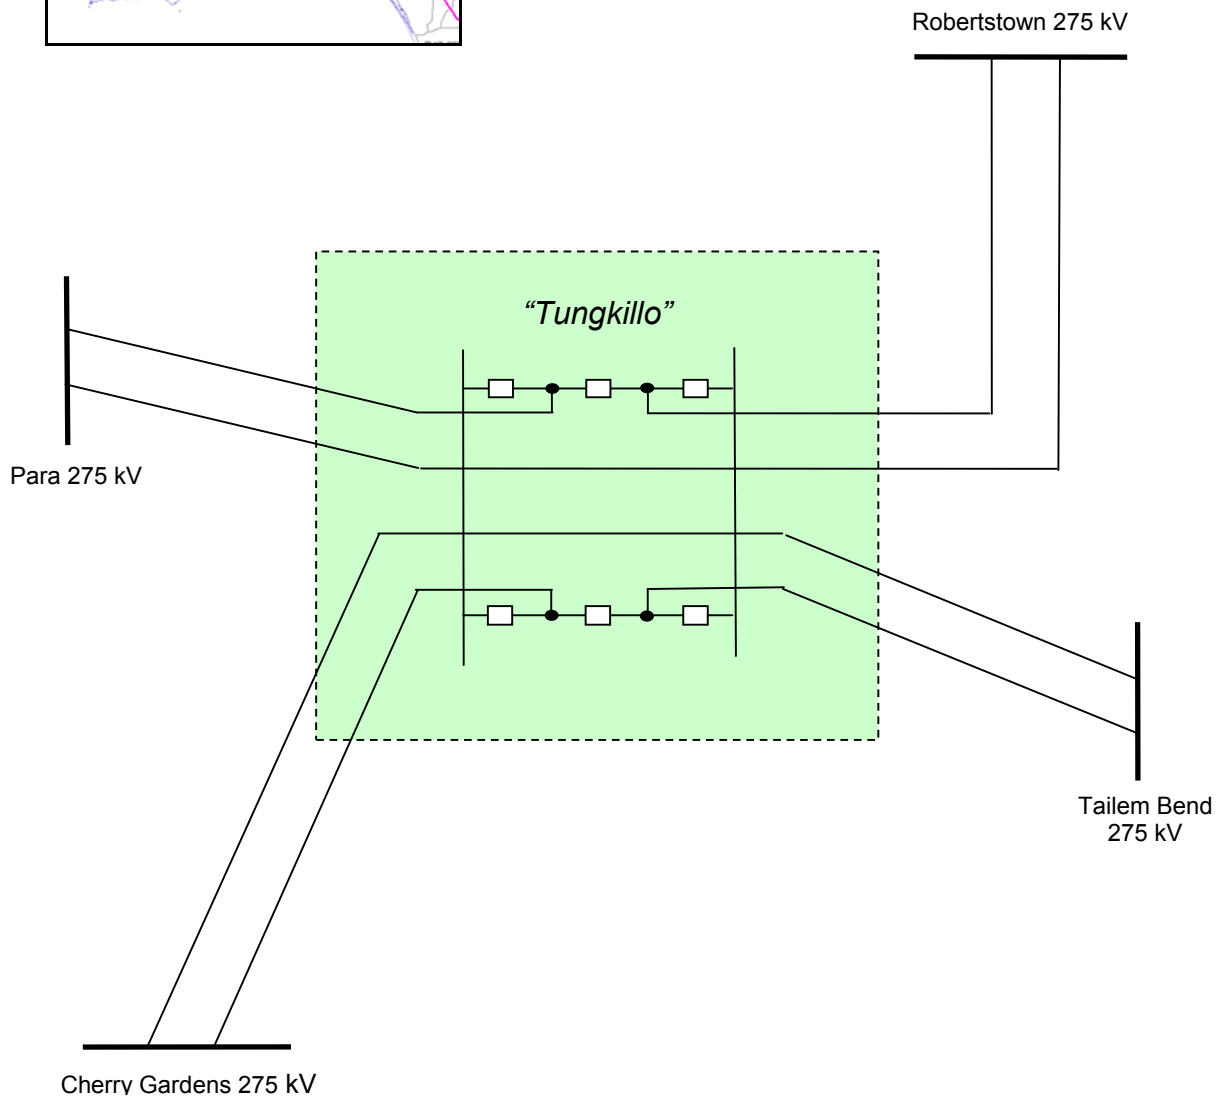 Robertstown 275 kV
“Tungkillo”
Para 275 kV
Tailem Bend
275 kV
Cherry Gardens 275 kV